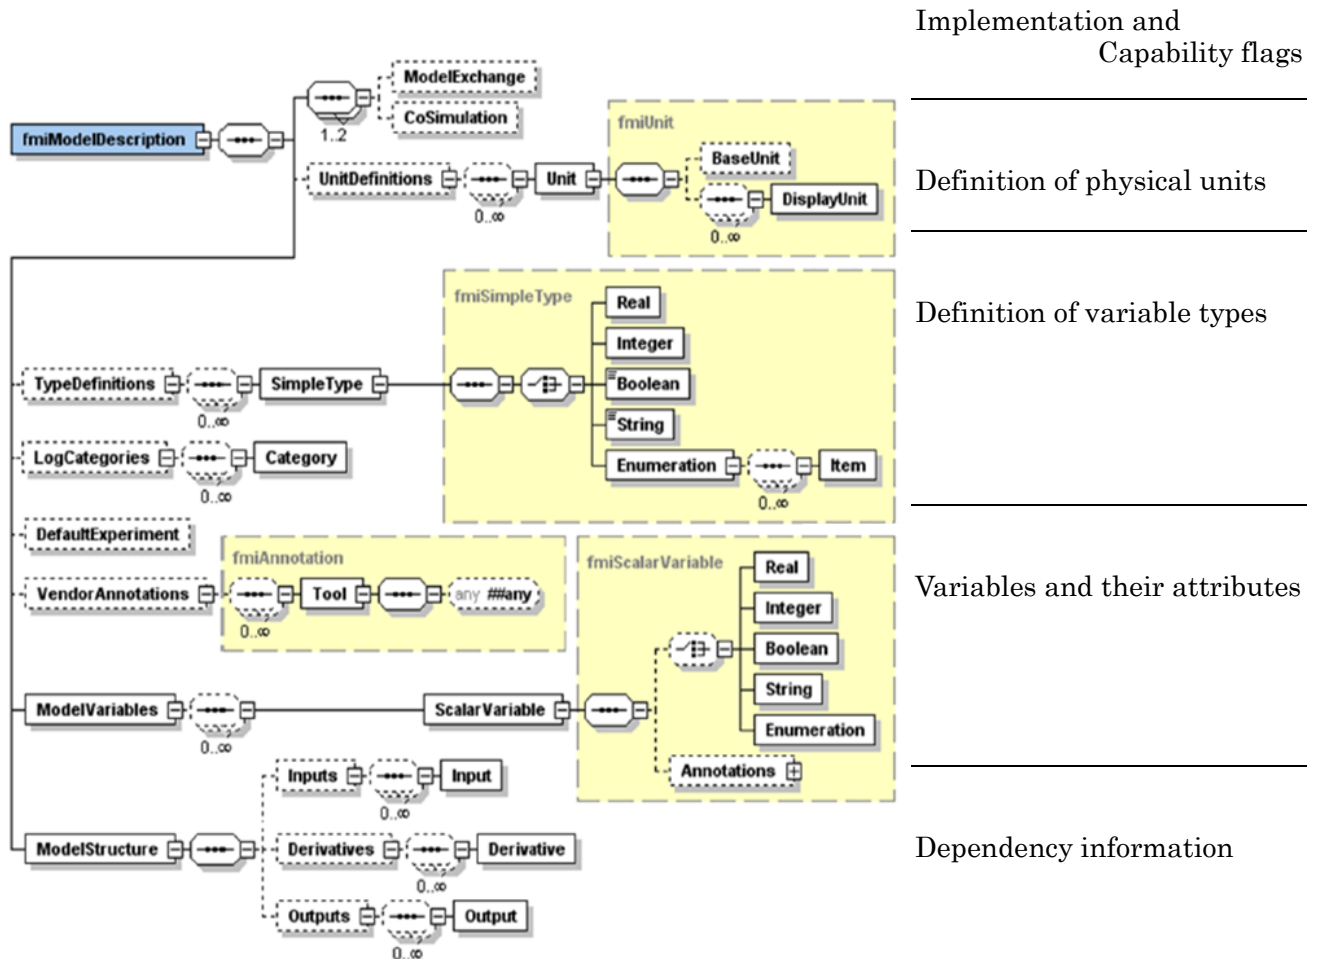 Implementation and
Capability flags
ModelExchange
CoSimulation
1..2
fmiModelDescription
fmiUnit
BaseUnit
UnitDefinitions
0..∞
Unit
DisplayUnit
0..∞
Definition of physical units
fmiSimpleType
Real
Integer
Boolean
String
Enumeration
0..∞
Item
Definition of variable types
TypeDefinitions
0..∞
SimpleType
LogCategories
0..∞
Category
DefaultExperiment
fmiAnnotation
VendorAnnotations
0..∞
Tool
any ##any
fmiScalarVariable
Real
Integer
Boolean
String
Enumeration
Annotations
Variables and their attributes
ModelVariables
0..∞
ScalarVariable
Inputs
0..∞
Input
ModelStructure
Derivatives
0..∞
Derivative
Outputs
0..∞
Output
Dependency information